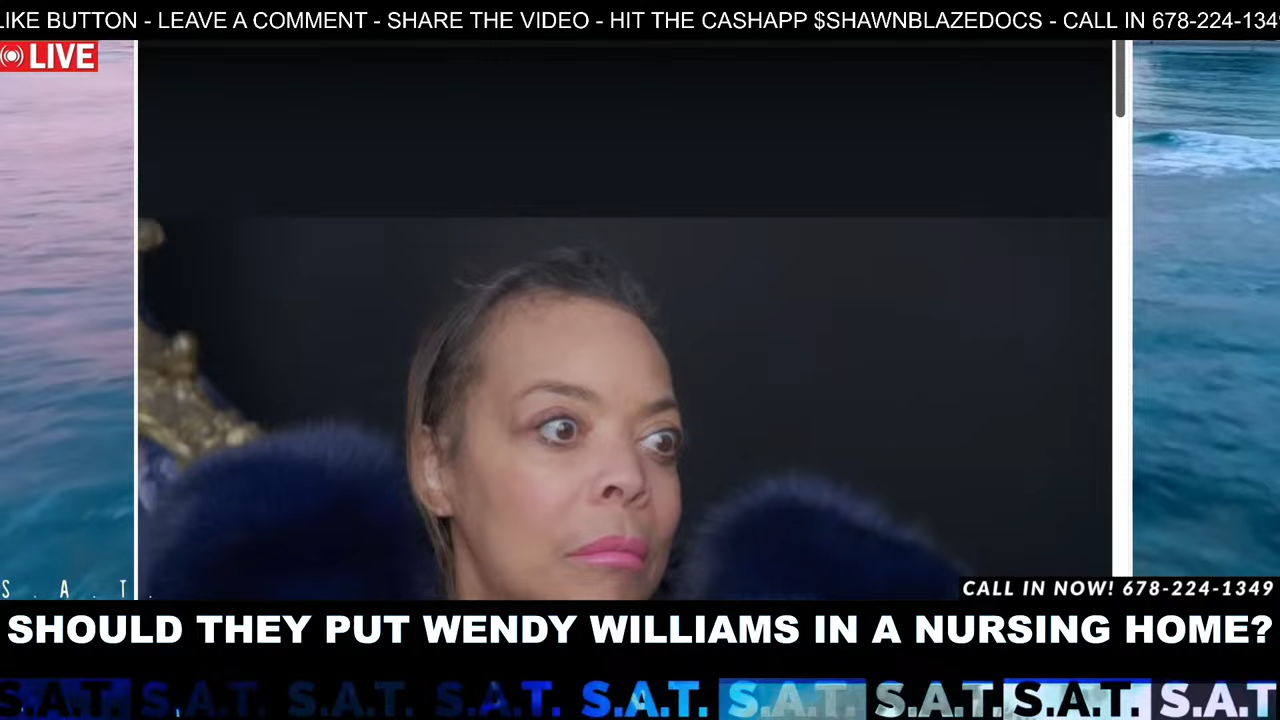 LIKE BUTTON - LEAVE A COMMENT - SHARE THE VIDEO - HIT THE CASHAPP $SHAWNBLAZEDOCS - CALL IN 678-224-1349
LIVE
S. A. T.
CALL IN NOW! 678-224-1349
SHOULD THEY PUT WENDY WILLIAMS IN A NURSING HOME?
S.A.T. S.A.T. S.A.T. S.A.T. S.A.T. S.A.T. S.A.T. S.A.T. S.A.T